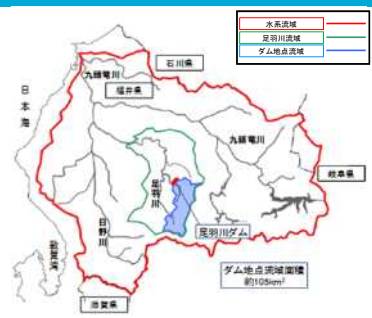 水系流域
足羽川流域
ダム地点流域
石川県
九頭竜川
福井県
日本海
九頭竜川
岐阜県
足羽川
足羽川ダム
日野川
敦賀湾
ダム地点流域面積
約105km²
滋賀県